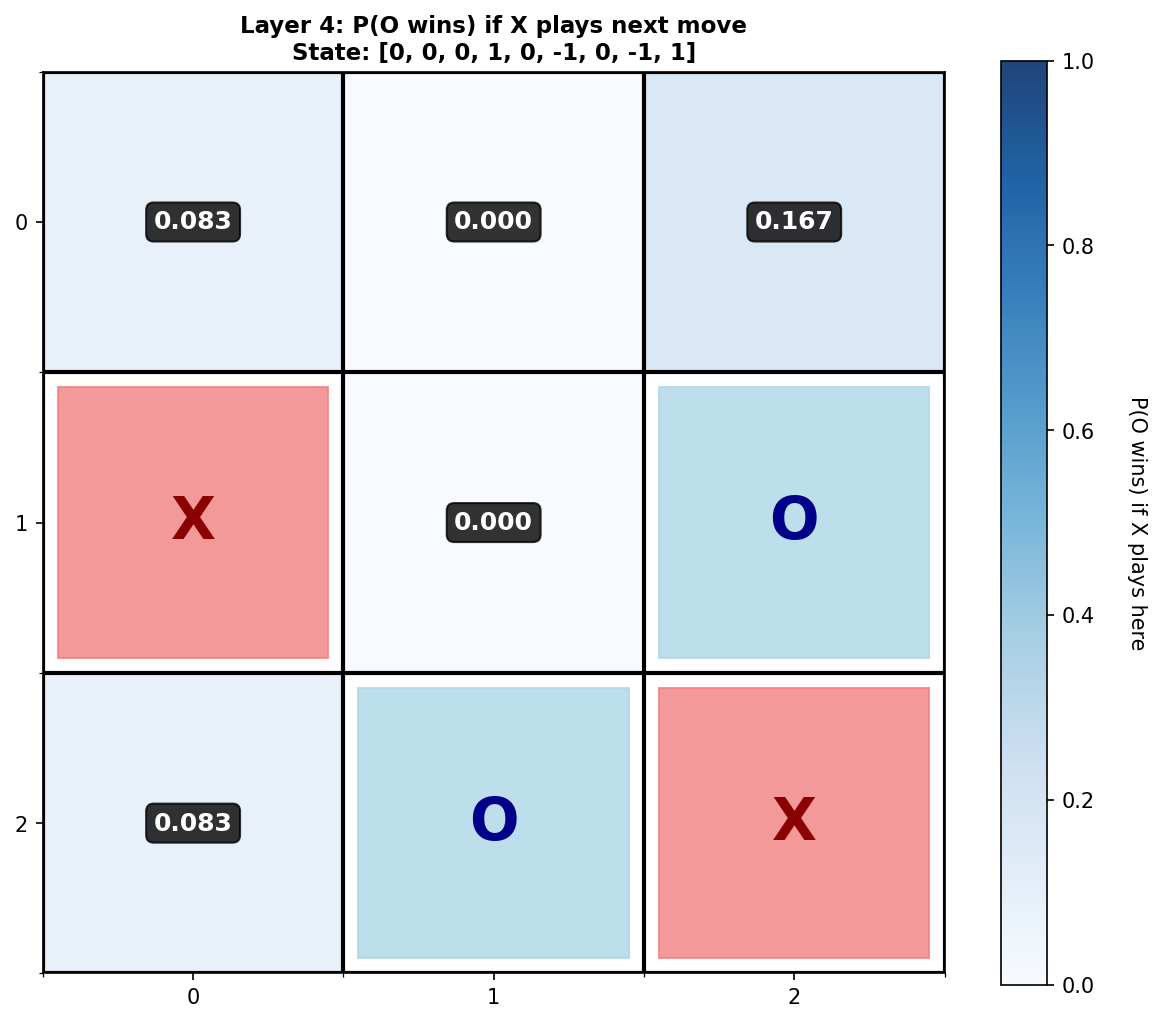 Layer 4: P(O wins) if X plays next move
State: [0, 0, 0, 1, 0, -1, 0, -1, 1]
0.083
0.000
0.167
X
0.000
O
0.083
O
X
0
1
2
0
1
2
1.0
0.8
0.6
0.4
0.2
0.0
P(O wins) if X plays here